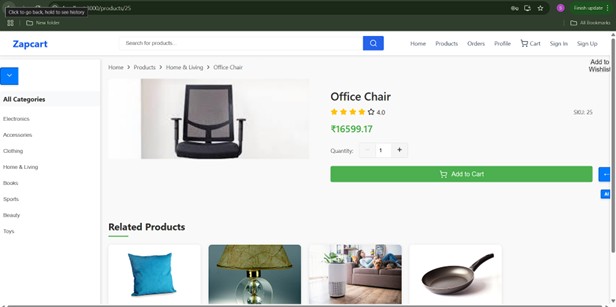 Click to go back, hold to see history
3000/products/25
Finish update
New folder
All Bookmarks
Zapcart
Search for products...
Home
Products
Orders
Profile
Cart
Sign In
Sign Up
Home > Products > Home & Living > Office Chair
Add to
Wishlist
All Categories
Electronics
Accessories
Clothing
Home & Living
Books
Sports
Beauty
Toys
Office Chair
4.0
SKU: 25
₹16599.17
Quantity:
1
Add to Cart
Related Products